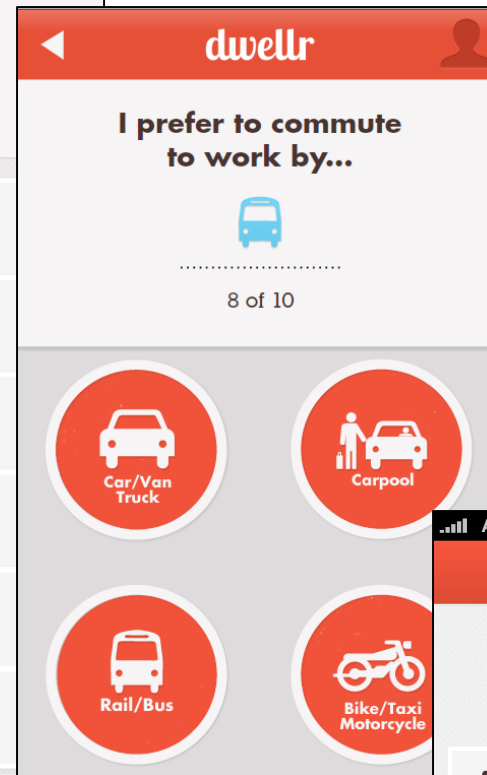 dwellr
I prefer to commute
to work by...
8 of 10
Car/Van
Truck
Carpool
Rail/Bus
Bike/Taxi
Motorcycle